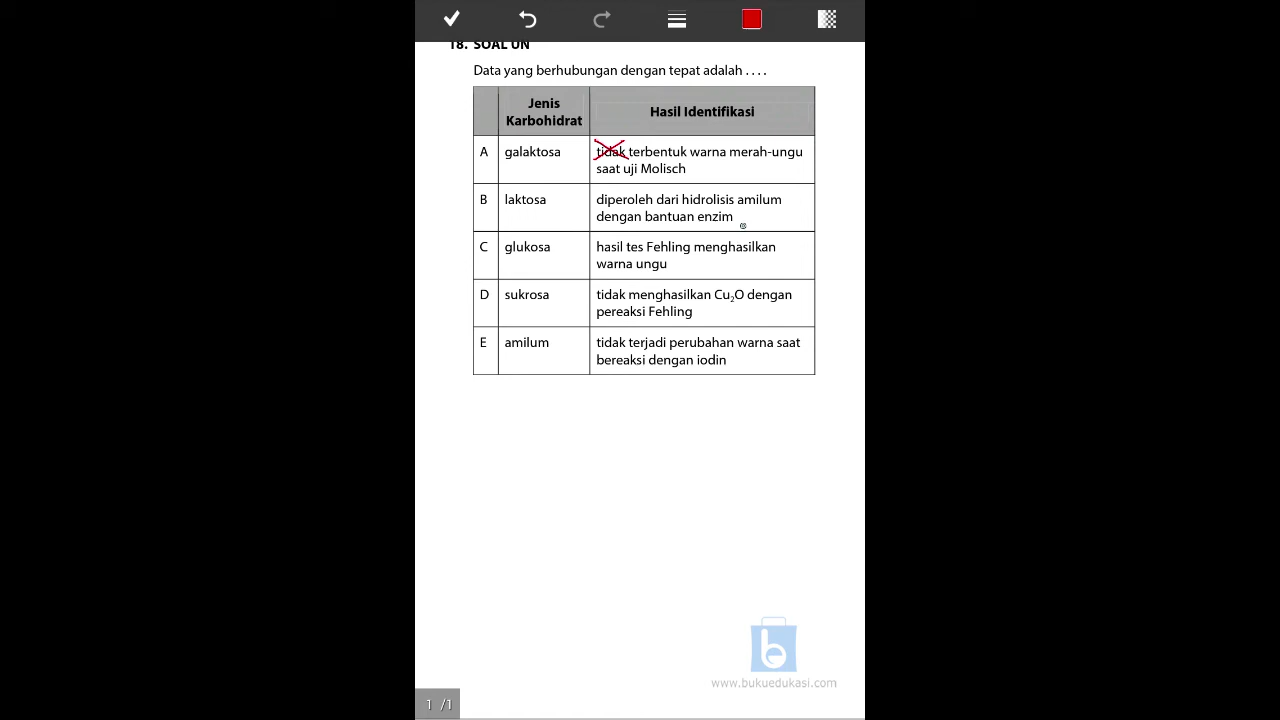 18. SOAL UN
Data yang berhubungan dengan tepat adalah . . . .
Jenis
Karbohidrat
Hasil Identifikasi
A
galaktosa
tidak terbentuk warna merah-ungu
saat uji Molisch
B
laktosa
diperoleh dari hidrolisis amilum
dengan bantuan enzim
C
glukosa
hasil tes Fehling menghasilkan
warna ungu
D
sukrosa
tidak menghasilkan Cu₂O dengan
pereaksi Fehling
E
amilum
tidak terjadi perubahan warna saat
bereaksi dengan iodin
b
www.bukuedukasi.com
1 /1